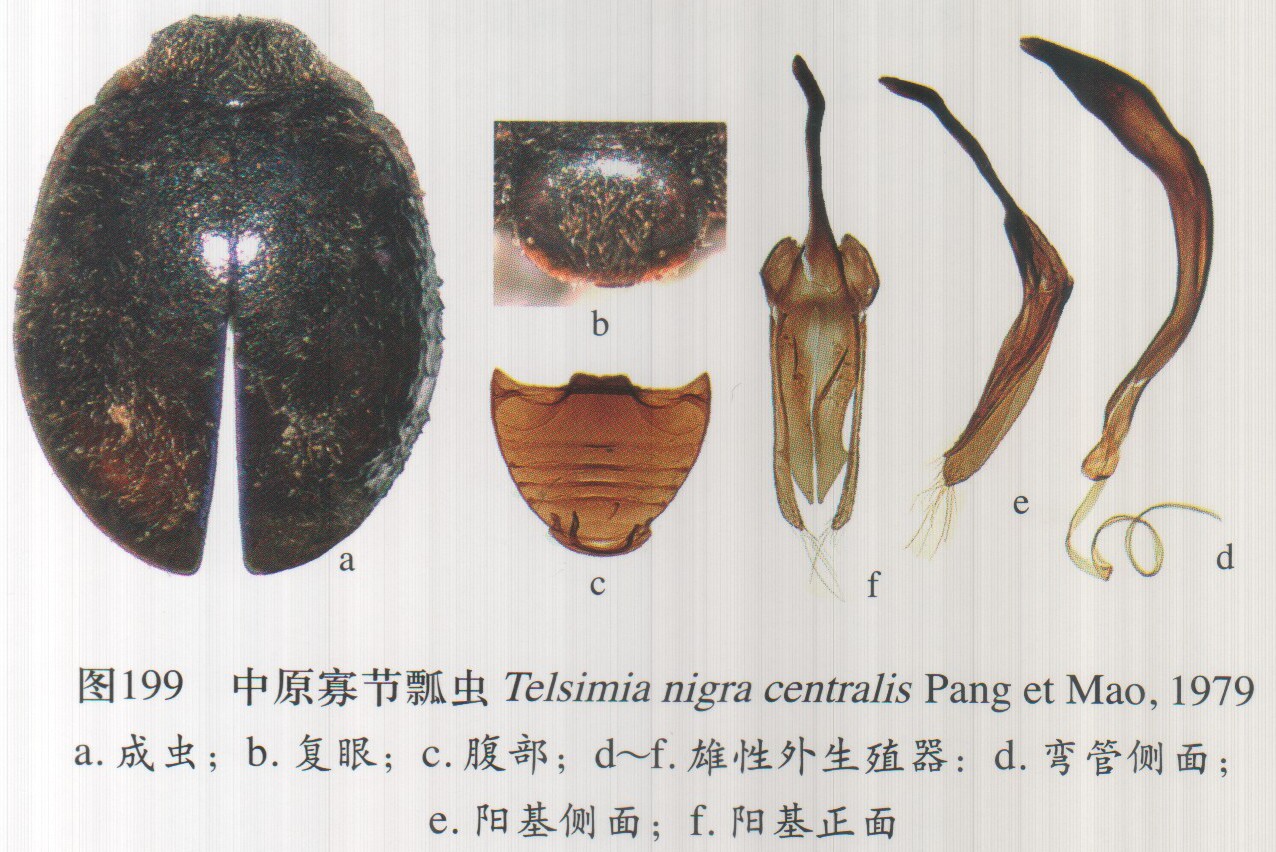 a
b
c
f
e
d
图199 中原寡节瓢虫 Telsimia nigra centralis Pang et Mao, 1979
a. 成虫；b. 复眼；c. 腹部；d~f. 雄性外生殖器：d. 弯管侧面；
e. 阳基侧面；f. 阳基正面